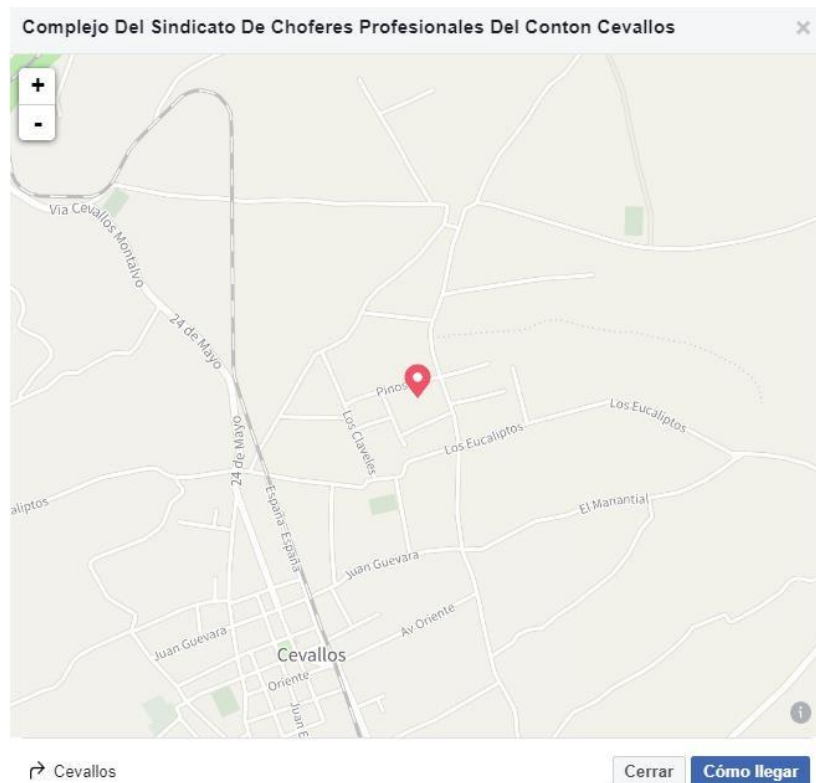 Complejo Del Sindicato De Choferes Profesionales Del Conton Cevallos
+
-
Via Cevallos Montalvo
24 de Mayo
Pinos
Los Claveles
Los Eucaliptos
Los Eucaliptos
24 de Mayo
aliptos
España
España
El Manantial
Juan Guevara
Juan Guevara
Av Oriente
Cevallos
Oriente
Juan E
Cevallos
Cerrar
Cómo llegar